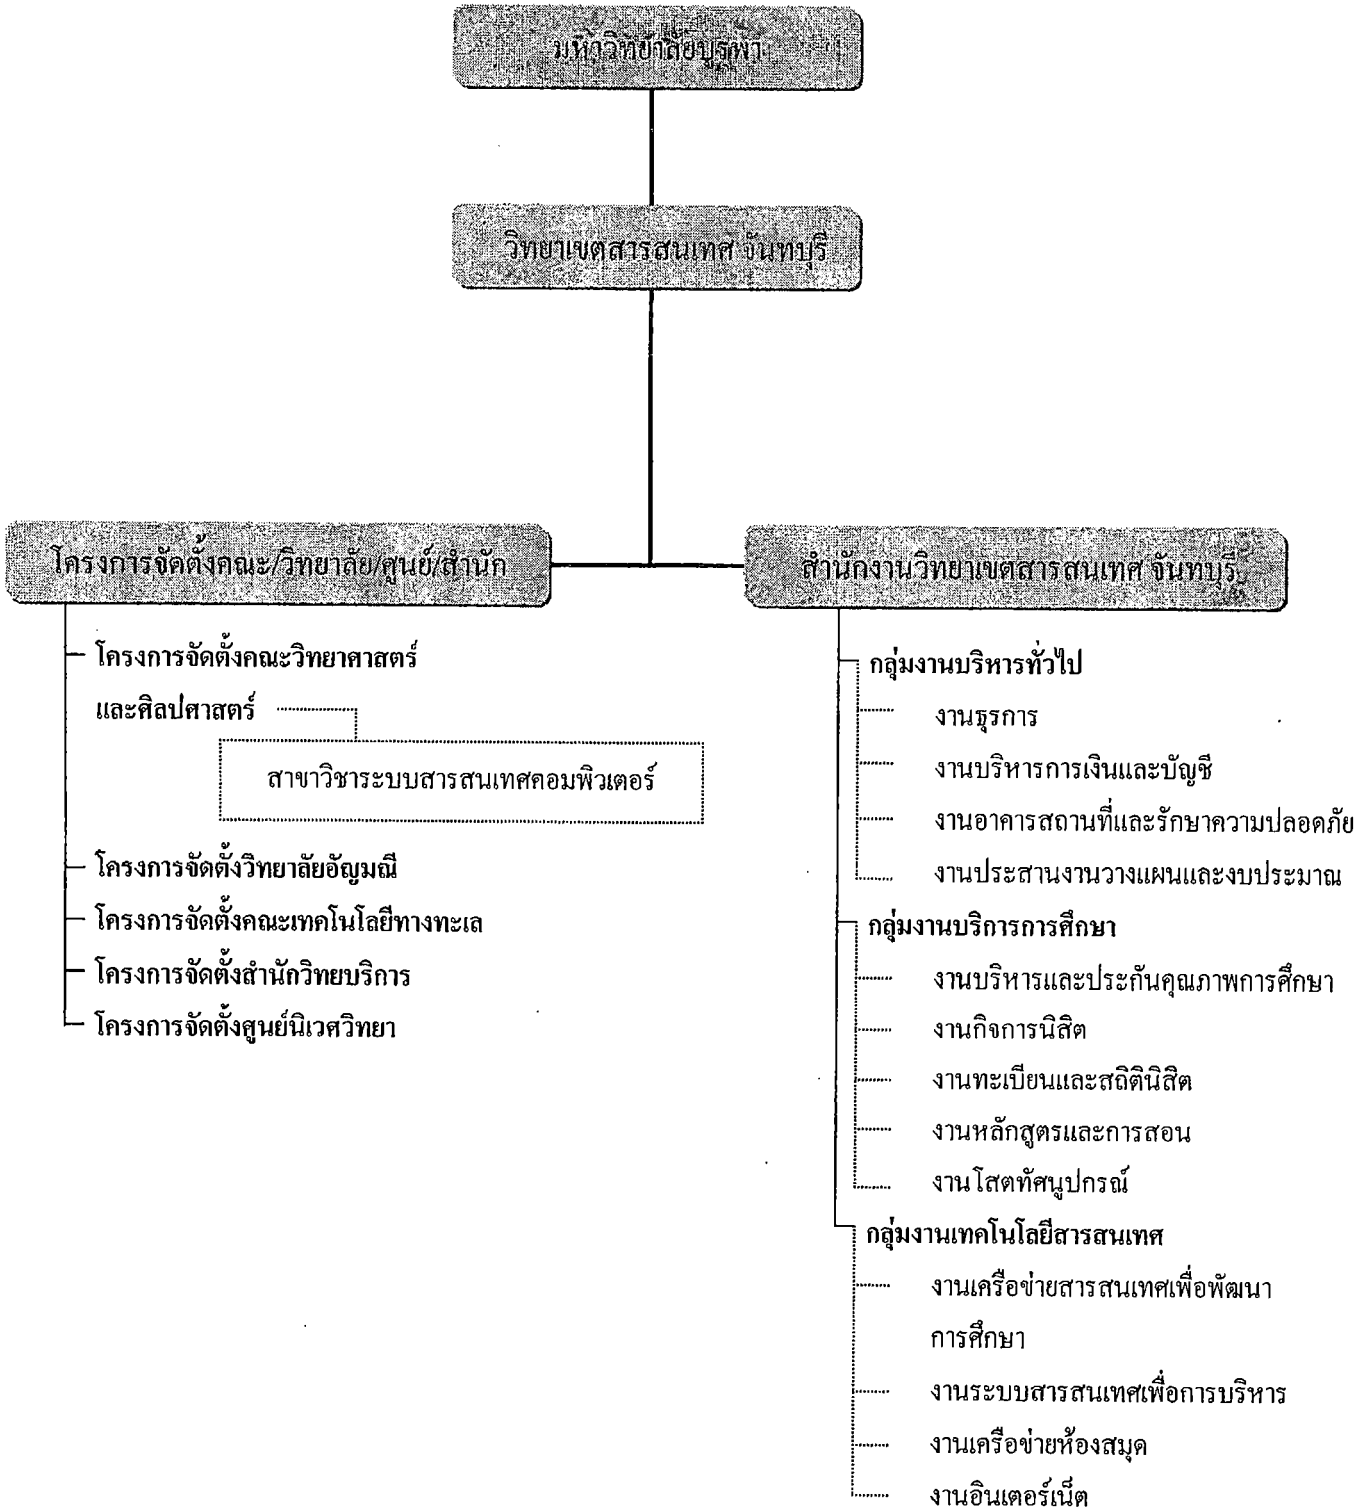 มหาวิทยาลัยบูรพา
วิทยาเขตสารสนเทศ จันทบุรี
โครงการจัดตั้งคณะ/วิทยาลัย/ศูนย์/สำนัก
โครงการจัดตั้งคณะวิทยาศาสตร์
และศิลปศาสตร์
สาขาวิชาระบบสารสนเทศคอมพิวเตอร์
โครงการจัดตั้งวิทยาลัยอัญมณี
โครงการจัดตั้งคณะเทคโนโลยีทางทะเล
โครงการจัดตั้งสำนักวิทยบริการ
โครงการจัดตั้งศูนย์นิเวศวิทยา
สำนักงานวิทยาเขตสารสนเทศ จันทบุรี
กลุ่มงานบริหารทั่วไป
งานธุรการ
งานบริหารการเงินและบัญชี
งานอาคารสถานที่และรักษาความปลอดภัย
งานประสานงานวางแผนและงบประมาณ
กลุ่มงานบริการการศึกษา
งานบริหารและประกันคุณภาพการศึกษา
งานกิจการนิสิต
งานทะเบียนและสถิตินิสิต
งานหลักสูตรและการสอน
งานโสตทัศนูปกรณ์
กลุ่มงานเทคโนโลยีสารสนเทศ
งานเครือข่ายสารสนเทศเพื่อพัฒนา
การศึกษา
งานระบบสารสนเทศเพื่อการบริหาร
งานเครือข่ายห้องสมุด
งานอินเตอร์เน็ต